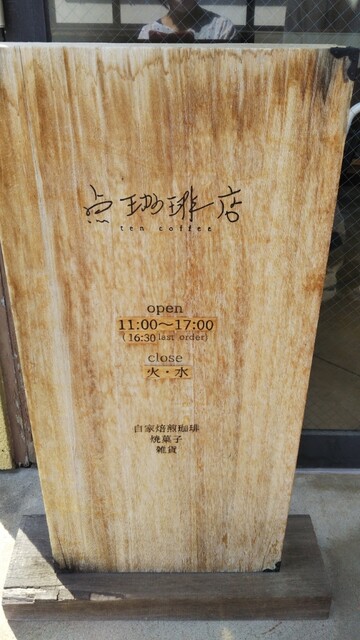 点珈琲店
ten coffee
open
11:00〜17:00
(16:30 last order)
close
火・水
自家焙煎珈琲
焼菓子
雑貨